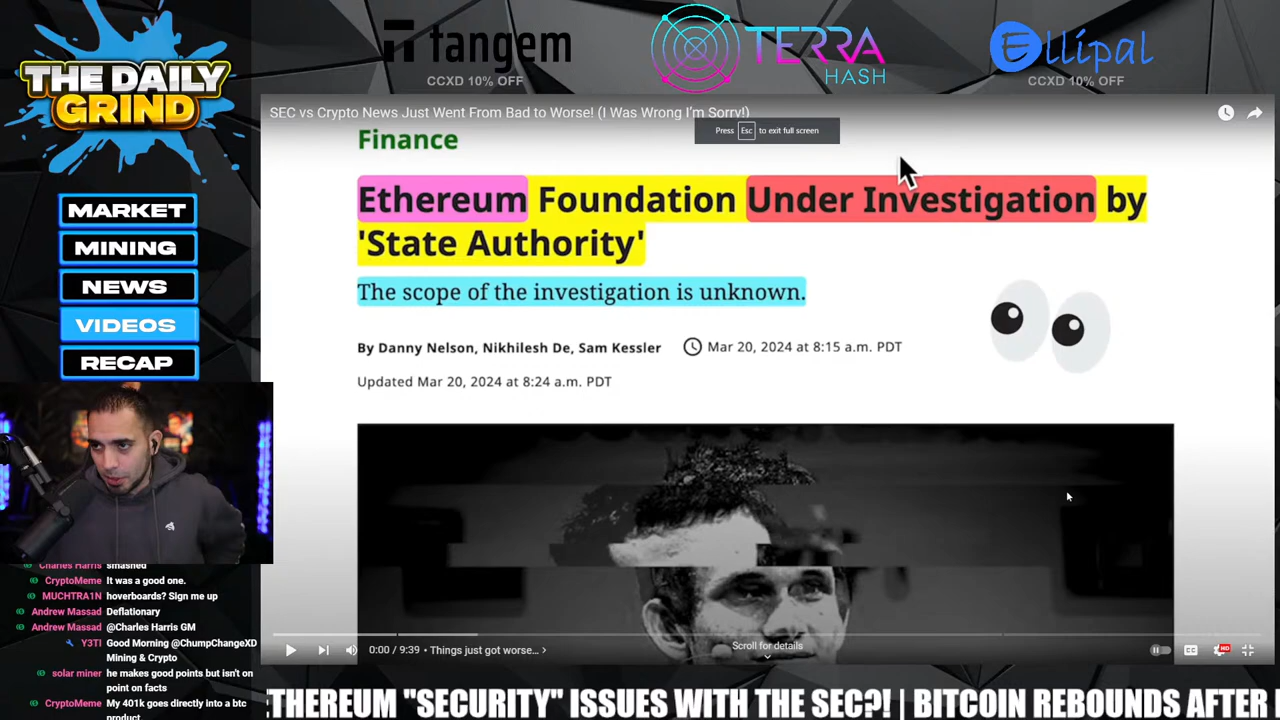 tangem
CCXD 10% OFF
TERRA
HASH
Ellipal
CCXD 10% OFF
THE DAILY
GRIND
MARKET
MINING
NEWS
VIDEOS
RECAP
SEC vs Crypto News Just Went From Bad to Worse! (I Was Wrong I'm Sorry!)
Press Esc to exit full screen
Finance
Ethereum Foundation Under Investigation by
'State Authority'
The scope of the investigation is unknown.
By Danny Nelson, Nikhilesh De, Sam Kessler
Mar 20, 2024 at 8:15 a.m. PDT
Updated Mar 20, 2024 at 8:24 a.m. PDT
Scroll for details
0:00 / 9:39 • Things just got worse... >
CC
HD
Charles Harris smashed
CryptoMeme It was a good one.
MUCHTRA1N hoverboards? Sign me up
Andrew Massad Deflationary
Andrew Massad @Charles Harris GM
Y3TI Good Morning @ChumpChangeXD
Mining & Crypto
solar miner he makes good points but isn't on
point on facts
CryptoMeme My 401k goes directly into a btc
product
THEREUM "SECURITY" ISSUES WITH THE SEC?! | BITCOIN REBOUNDS AFTER